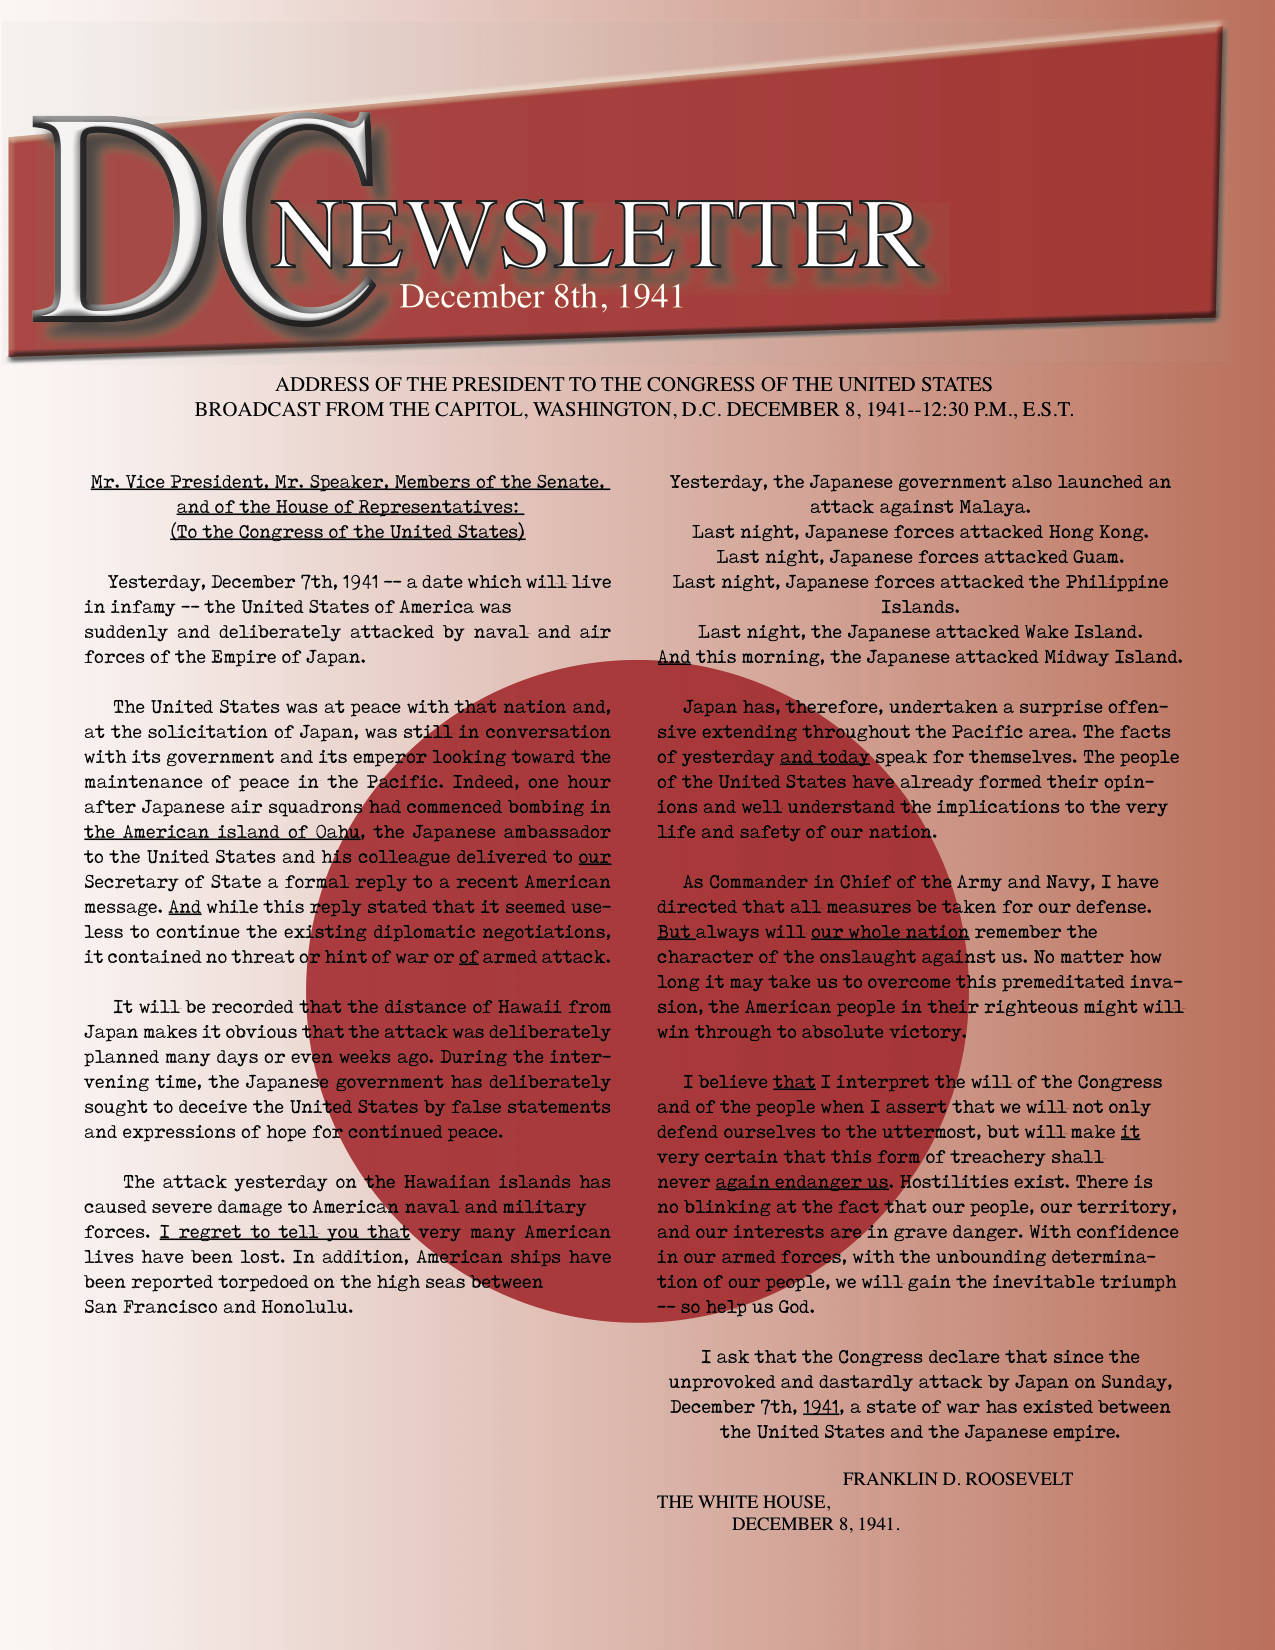 DC NEWSLETTER
December 8th, 1941
ADDRESS OF THE PRESIDENT TO THE CONGRESS OF THE UNITED STATES
BROADCAST FROM THE CAPITOL, WASHINGTON, D.C. DECEMBER 8, 1941--12:30 P.M., E.S.T.
Mr. Vice President, Mr. Speaker, Members of the Senate,
and of the House of Representatives:
(To the Congress of the United States)
Yesterday, December 7th, 1941 -- a date which will live
in infamy -- the United States of America was
suddenly and deliberately attacked by naval and air
forces of the Empire of Japan.
The United States was at peace with that nation and,
at the solicitation of Japan, was still in conversation
with its government and its emperor looking toward the
maintenance of peace in the Pacific. Indeed, one hour
after Japanese air squadrons had commenced bombing in
the American island of Oahu, the Japanese ambassador
to the United States and his colleague delivered to our
Secretary of State a formal reply to a recent American
message. And while this reply stated that it seemed use-
less to continue the existing diplomatic negotiations,
it contained no threat or hint of war or of armed attack.
It will be recorded that the distance of Hawaii from
Japan makes it obvious that the attack was deliberately
planned many days or even weeks ago. During the inter-
vening time, the Japanese government has deliberately
sought to deceive the United States by false statements
and expressions of hope for continued peace.
The attack yesterday on the Hawaiian islands has
caused severe damage to American naval and military
forces. I regret to tell you that very many American
lives have been lost. In addition, American ships have
been reported torpedoed on the high seas between
San Francisco and Honolulu.
Yesterday, the Japanese government also launched an
attack against Malaya.
Last night, Japanese forces attacked Hong Kong.
Last night, Japanese forces attacked Guam.
Last night, Japanese forces attacked the Philippine
Islands.
Last night, the Japanese attacked Wake Island.
And this morning, the Japanese attacked Midway Island.
Japan has, therefore, undertaken a surprise offen-
sive extending throughout the Pacific area. The facts
of yesterday and today speak for themselves. The people
of the United States have already formed their opin-
ions and well understand the implications to the very
life and safety of our nation.
As Commander in Chief of the Army and Navy, I have
directed that all measures be taken for our defense.
But always will our whole nation remember the
character of the onslaught against us. No matter how
long it may take us to overcome this premeditated inva-
sion, the American people in their righteous might will
win through to absolute victory.
I believe that I interpret the will of the Congress
and of the people when I assert that we will not only
defend ourselves to the uttermost, but will make it
very certain that this form of treachery shall
never again endanger us. Hostilities exist. There is
no blinking at the fact that our people, our territory,
and our interests are in grave danger. With confidence
in our armed forces, with the unbounding determina-
tion of our people, we will gain the inevitable triumph
-- so help us God.
I ask that the Congress declare that since the
unprovoked and dastardly attack by Japan on Sunday,
December 7th, 1941, a state of war has existed between
the United States and the Japanese empire.
FRANKLIN D. ROOSEVELT
THE WHITE HOUSE,
DECEMBER 8, 1941.